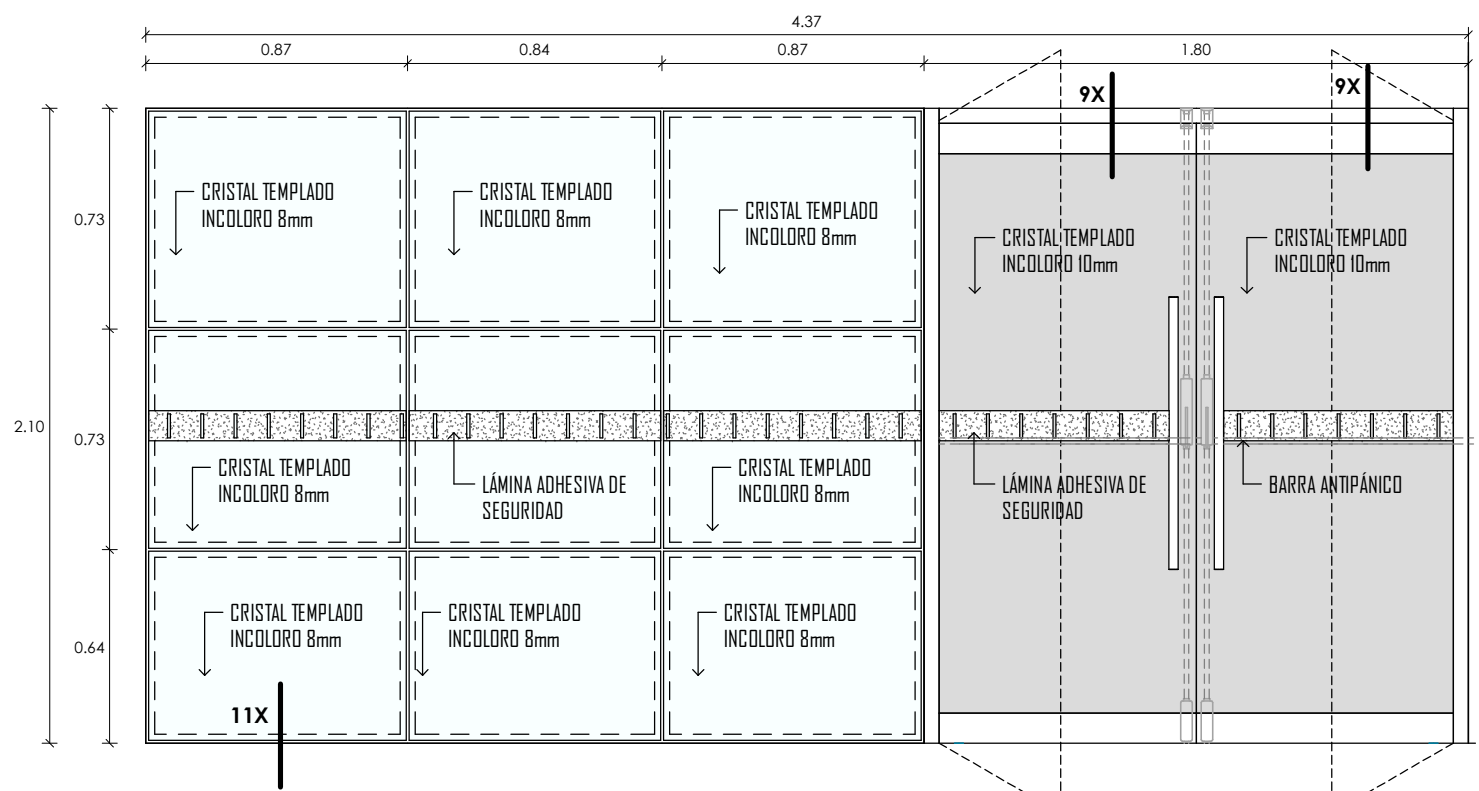 4.37
0.87
0.84
0.87
1.80
9X
9X
0.73
CRISTAL TEMPLADO
INCOLORO 8mm
CRISTAL TEMPLADO
INCOLORO 8mm
CRISTAL TEMPLADO
INCOLORO 8mm
CRISTAL TEMPLADO
INCOLORO 10mm
CRISTAL TEMPLADO
INCOLORO 10mm
2.10
0.73
CRISTAL TEMPLADO
INCOLORO 8mm
LÁMINA ADHESIVA DE
SEGURIDAD
CRISTAL TEMPLADO
INCOLORO 8mm
LÁMINA ADHESIVA DE
SEGURIDAD
BARRA ANTIPÁNICO
0.64
CRISTAL TEMPLADO
INCOLORO 8mm
CRISTAL TEMPLADO
INCOLORO 8mm
CRISTAL TEMPLADO
INCOLORO 8mm
11X